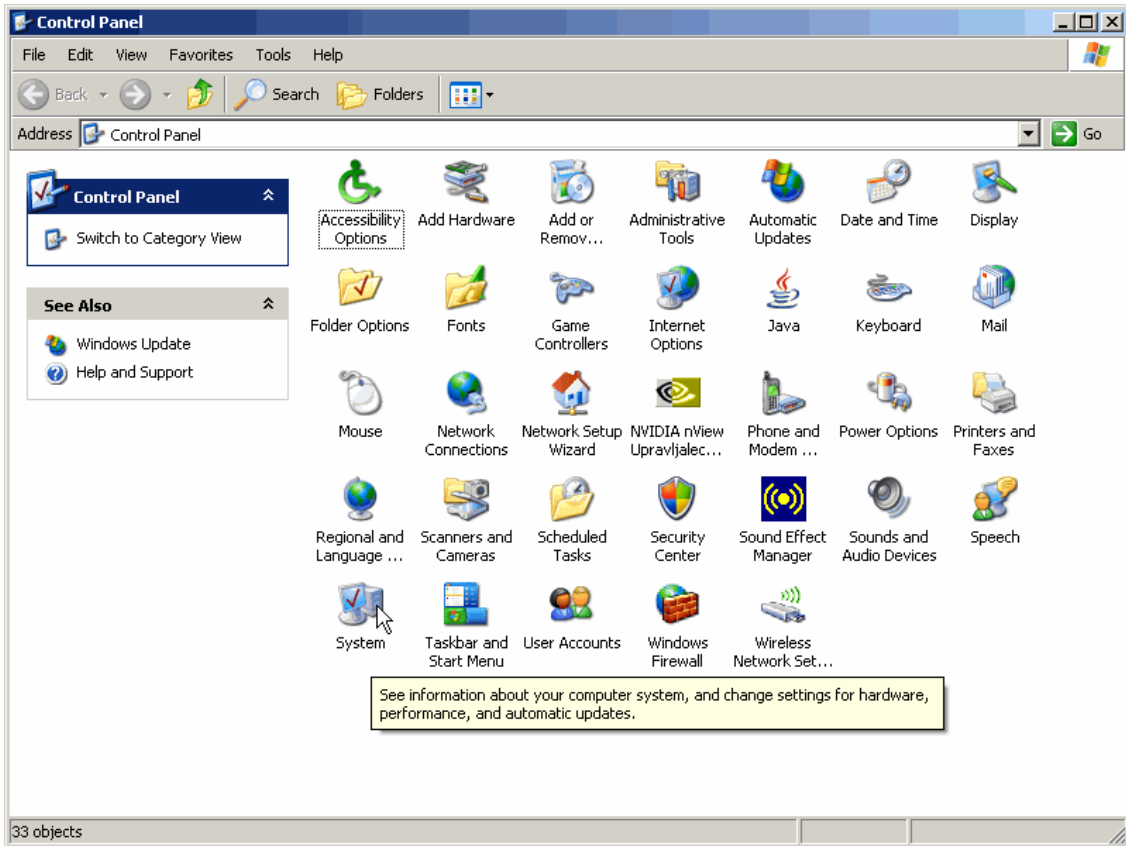 Control Panel
File Edit View Favorites Tools Help
Back Search Folders
Address Control Panel Go
Control Panel
Switch to Category View
See Also
Windows Update
Help and Support
Accessibility Options
Add Hardware
Add or Remov...
Administrative Tools
Automatic Updates
Date and Time
Display
Folder Options
Fonts
Game Controllers
Internet Options
Java
Keyboard
Mail
Mouse
Network Connections
Network Setup Wizard
NVIDIA nView Upravljalec...
Phone and Modem ...
Power Options
Printers and Faxes
Regional and Language ...
Scanners and Cameras
Scheduled Tasks
Security Center
Sound Effect Manager
Sounds and Audio Devices
Speech
System
Taskbar and Start Menu
User Accounts
Windows Firewall
Wireless Network Set...
See information about your computer system, and change settings for hardware,
performance, and automatic updates.
33 objects